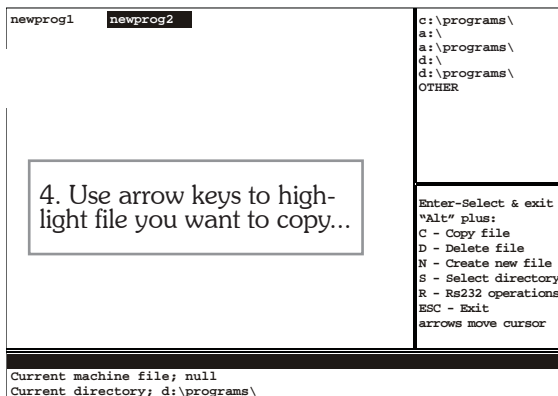 newprog1 newprog2
c:\programs\
a:\
a:\programs\
d:\
d:\programs\
OTHER
4. Use arrow keys to high-
light file you want to copy...
Enter-Select & exit
"Alt" plus:
C - Copy file
D - Delete file
N - Create new file
S - Select directory
R - Rs232 operations
ESC - Exit
arrows move cursor
Current machine file; null
Current directory; d:\programs\